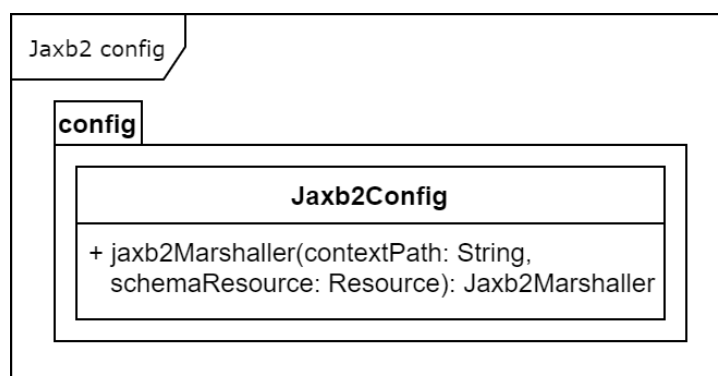 Jaxb2 config
config
Jaxb2Config
+ jaxb2Marshaller(contextPath: String,
schemaResource: Resource): Jaxb2Marshaller